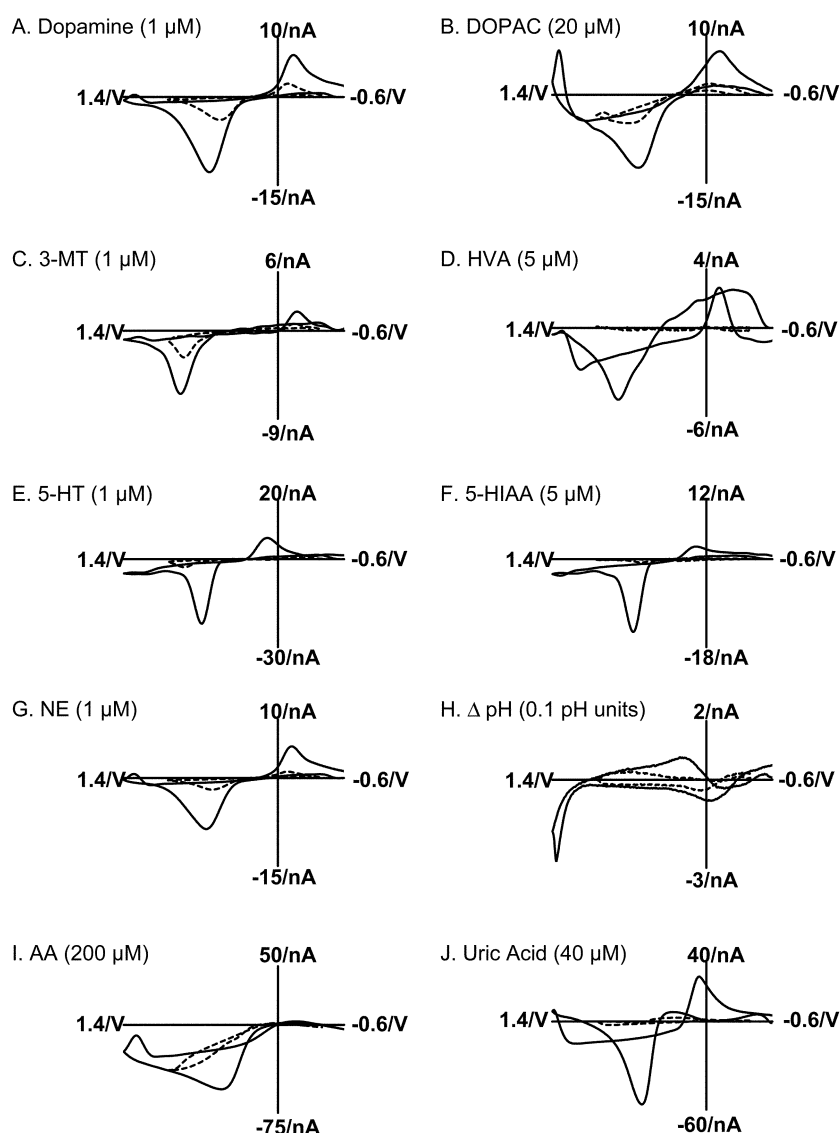 A. Dopamine (1 µM)
10/nA
1.4/V
-0.6/V
-15/nA
B. DOPAC (20 µM)
10/nA
1.4/V
-0.6/V
-15/nA
C. 3-MT (1 µM)
6/nA
1.4/V
-0.6/V
-9/nA
D. HVA (5 µM)
4/nA
1.4/V
-0.6/V
-6/nA
E. 5-HT (1 µM)
20/nA
1.4/V
-0.6/V
-30/nA
F. 5-HIAA (5 µM)
12/nA
1.4/V
-0.6/V
-18/nA
G. NE (1 µM)
10/nA
1.4/V
-0.6/V
-15/nA
H. Δ pH (0.1 pH units)
2/nA
1.4/V
-0.6/V
-3/nA
I. AA (200 µM)
50/nA
1.4/V
-0.6/V
-75/nA
J. Uric Acid (40 µM)
40/nA
1.4/V
-0.6/V
-60/nA